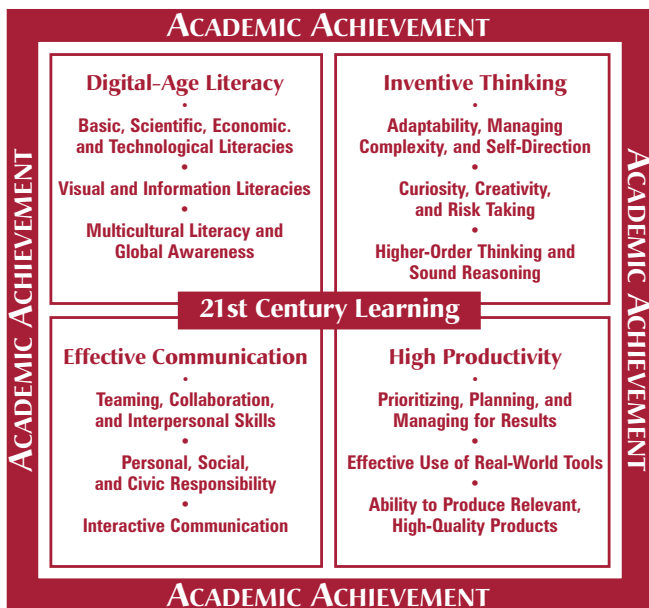 ACADEMIC ACHIEVEMENT
ACADEMIC ACHIEVEMENT
Digital-Age Literacy
•
Basic, Scientific, Economic.
and Technological Literacies
•
Visual and Information Literacies
•
Multicultural Literacy and
Global Awareness
Inventive Thinking
•
Adaptability, Managing
Complexity, and Self-Direction
•
Curiosity, Creativity,
and Risk Taking
•
Higher-Order Thinking and
Sound Reasoning
ACADEMIC ACHIEVEMENT
21st Century Learning
Effective Communication
•
Teaming, Collaboration,
and Interpersonal Skills
•
Personal, Social,
and Civic Responsibility
•
Interactive Communication
High Productivity
•
Prioritizing, Planning, and
Managing for Results
•
Effective Use of Real-World Tools
•
Ability to Produce Relevant,
High-Quality Products
ACADEMIC ACHIEVEMENT